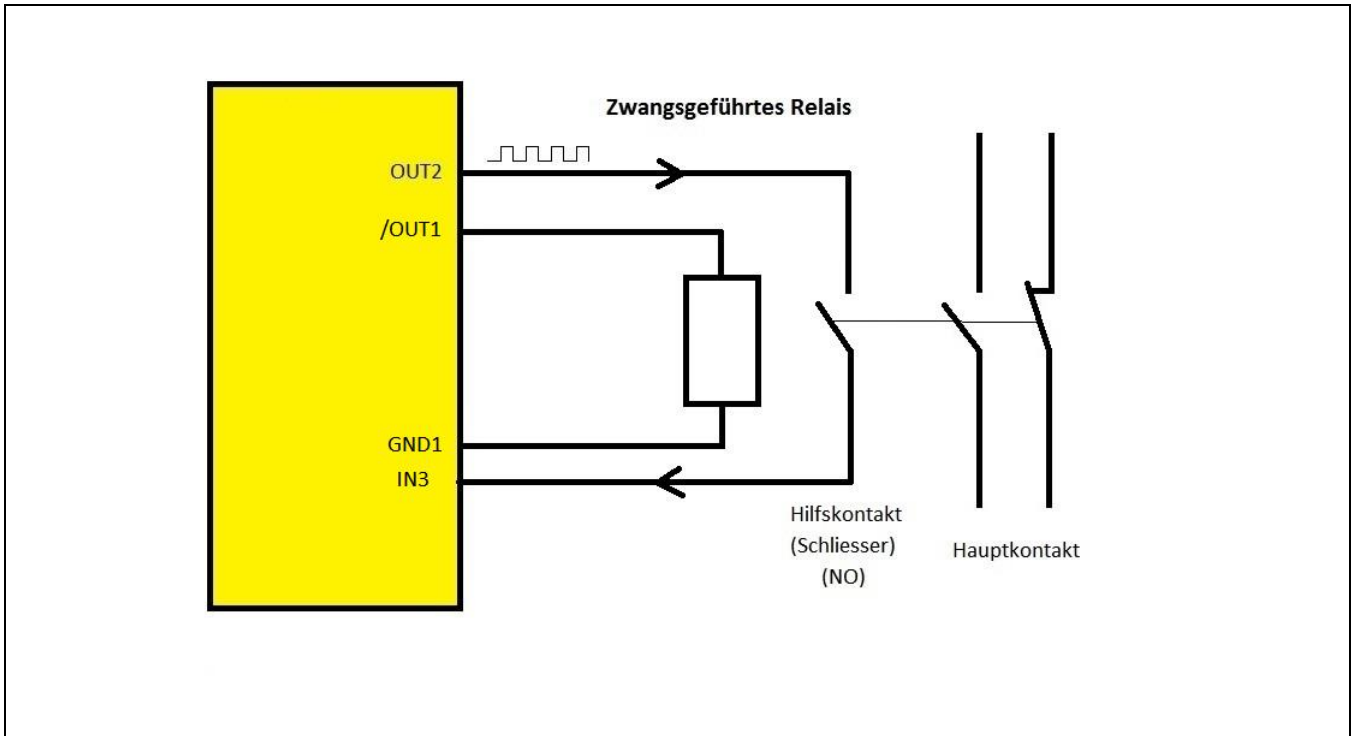 Zwangsgeführtes Relais
OUT2
/OUT1
GND1
IN3
Hilfskontakt
(Schliesser)
(NO)
Hauptkontakt